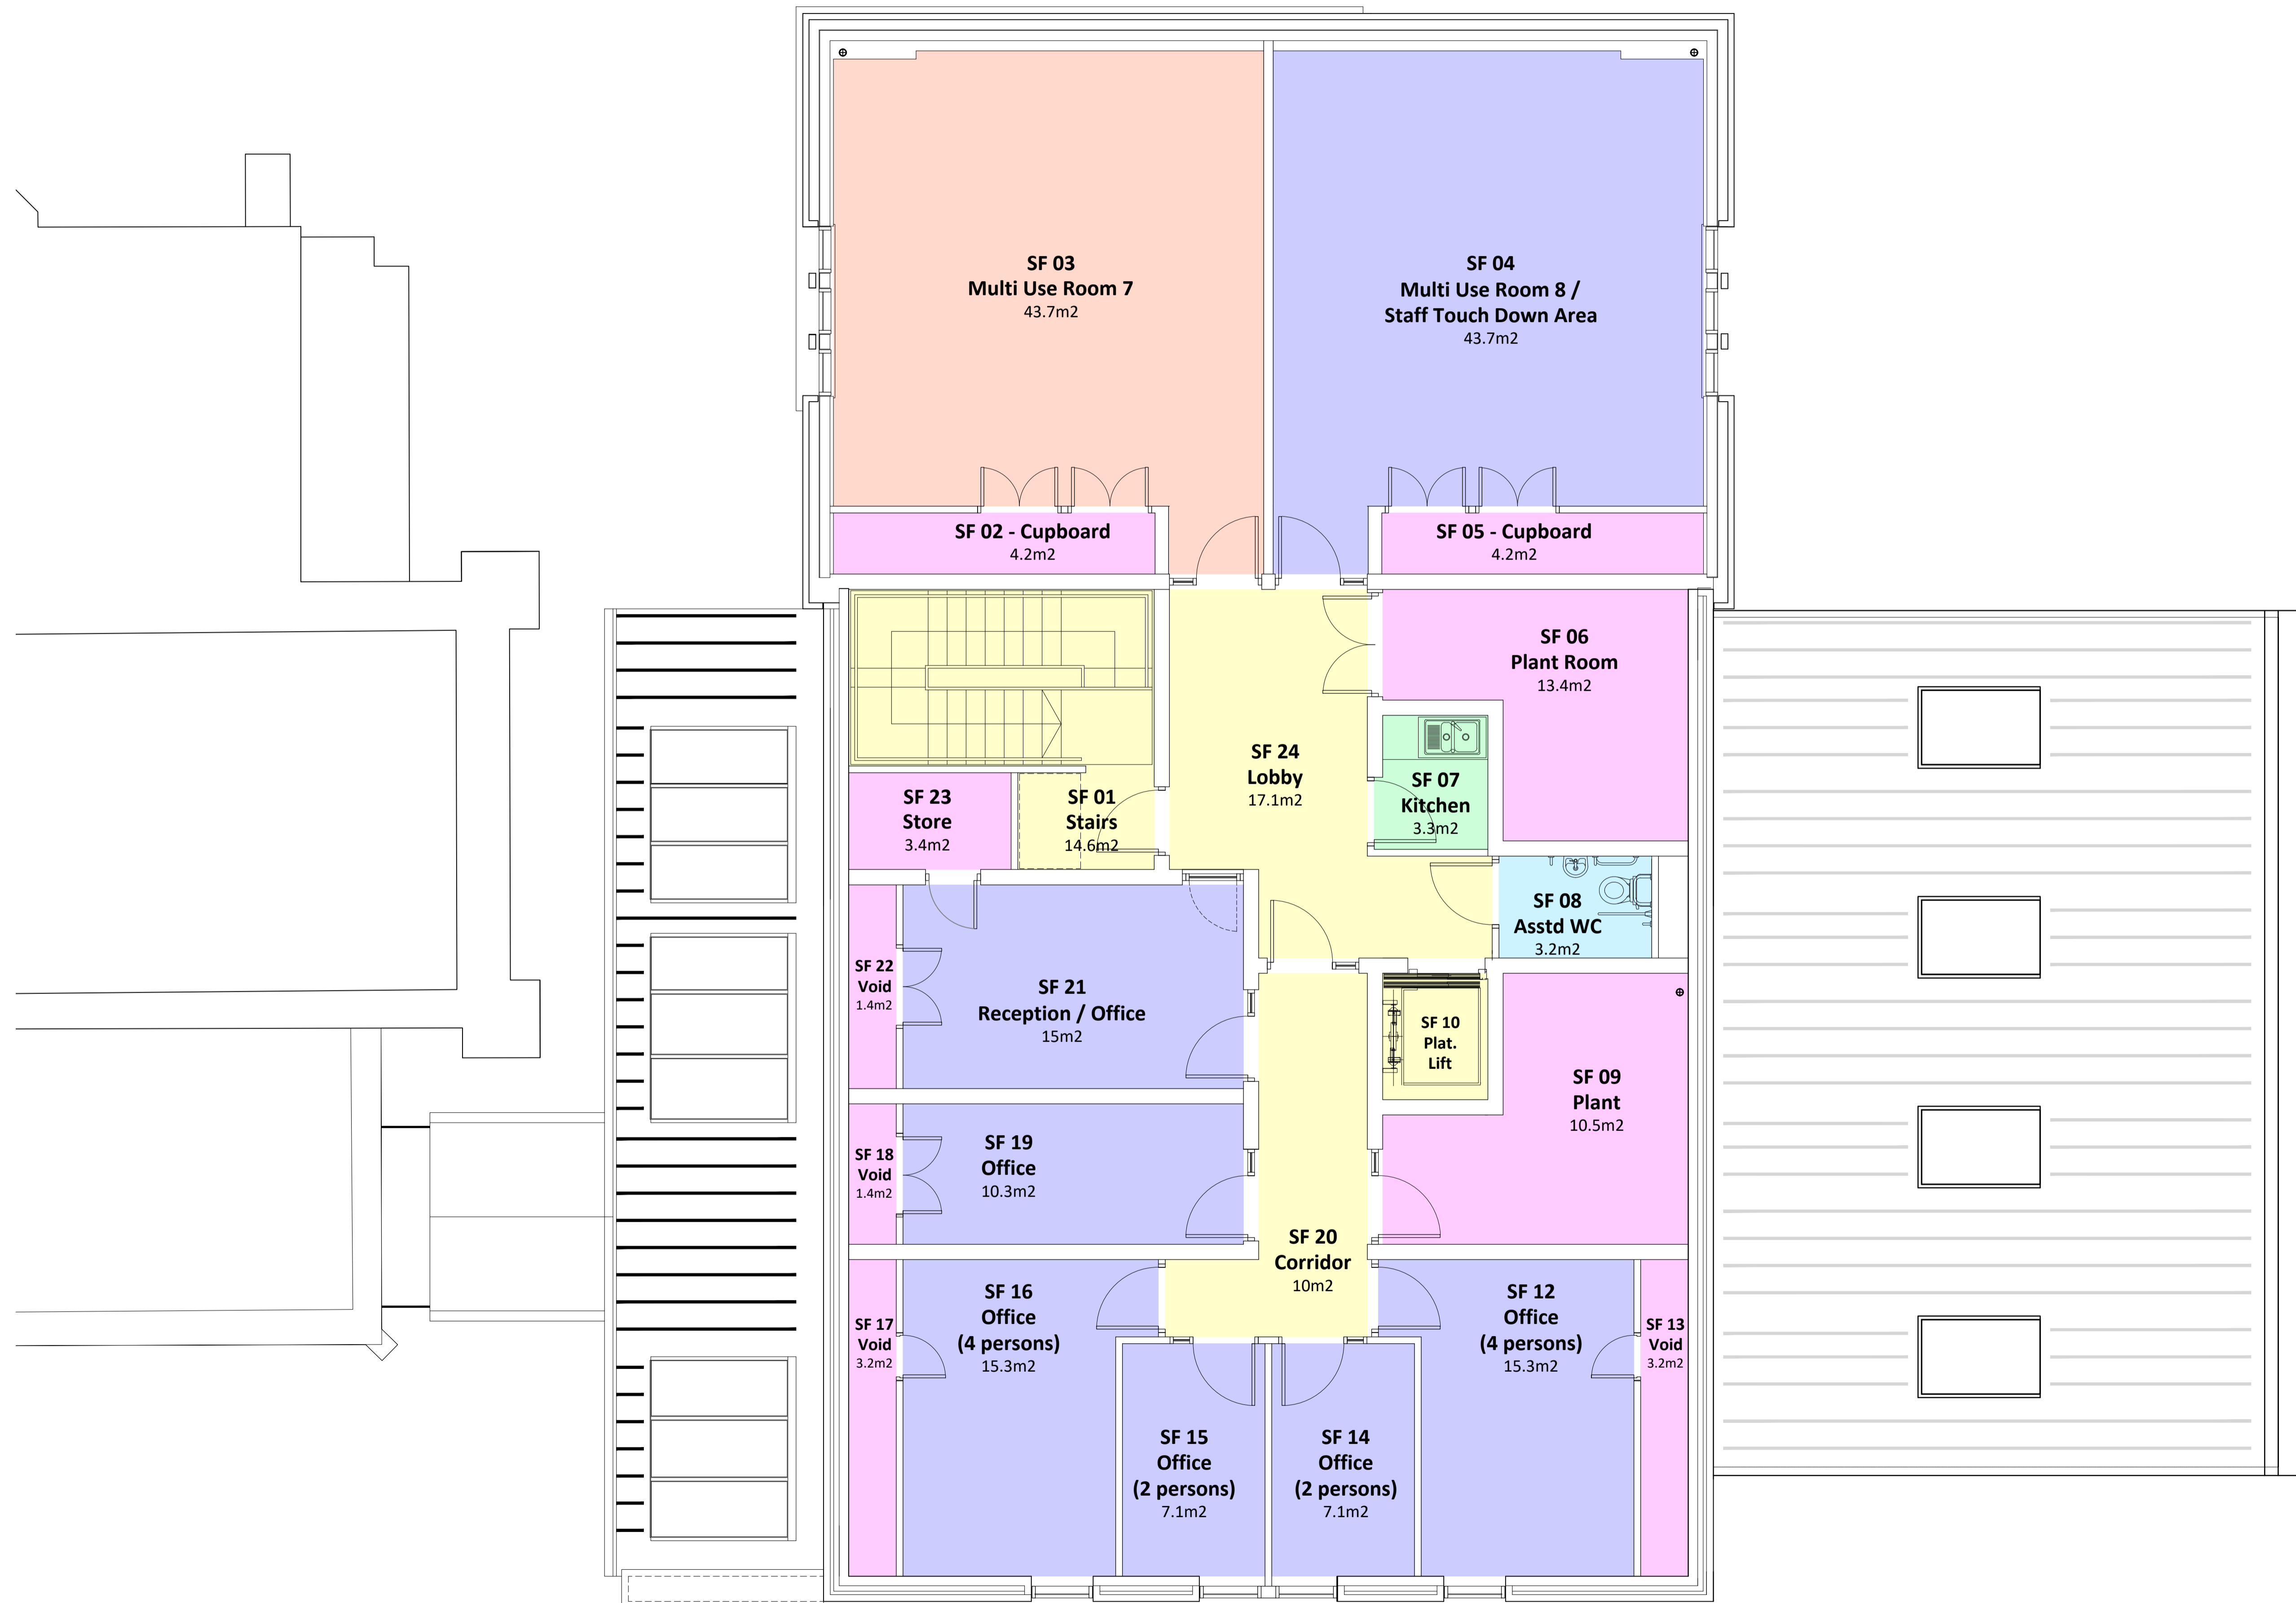 SF 03
Multi Use Room 7
43.7m2
SF 04
Multi Use Room 8 /
Staff Touch Down Area
43.7m2
SF 02 - Cupboard
4.2m2
SF 05 - Cupboard
4.2m2
SF 06
Plant Room
13.4m2
SF 24
Lobby
17.1m2
SF 07
Kitchen
3.3m2
SF 23
Store
3.4m2
SF 01
Stairs
14.6m2
SF 08
Asstd WC
3.2m2
SF 22
Void
1.4m2
SF 21
Reception / Office
15m2
SF 10
Plat.
Lift
SF 09
Plant
10.5m2
SF 18
Void
1.4m2
SF 19
Office
10.3m2
SF 20
Corridor
10m2
SF 17
Void
3.2m2
SF 16
Office
(4 persons)
15.3m2
SF 12
Office
(4 persons)
15.3m2
SF 13
Void
3.2m2
SF 15
Office
(2 persons)
7.1m2
SF 14
Office
(2 persons)
7.1m2